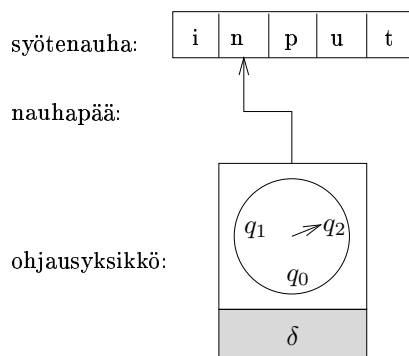 syötenauha: i n p u t
nauhapää:
q₁ q₂
ohjausyksikkö: q₀
δ